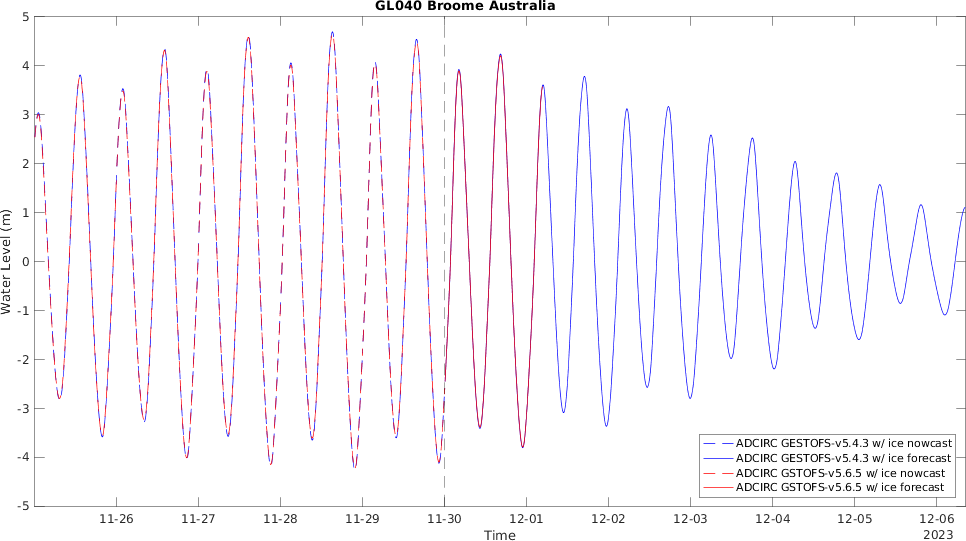 GL040 Broome Australia
Water Level (m)
5
4
3
2
1
0
-1
-2
-3
-4
-5
ADCIRC GESTOFS-v5.4.3 w/ ice nowcast
ADCIRC GESTOFS-v5.4.3 w/ ice forecast
ADCIRC GSTOFS-v5.6.5 w/ ice nowcast
ADCIRC GSTOFS-v5.6.5 w/ ice forecast
11-26 11-27 11-28 11-29 11-30 12-01 12-02 12-03 12-04 12-05 12-06
Time 2023